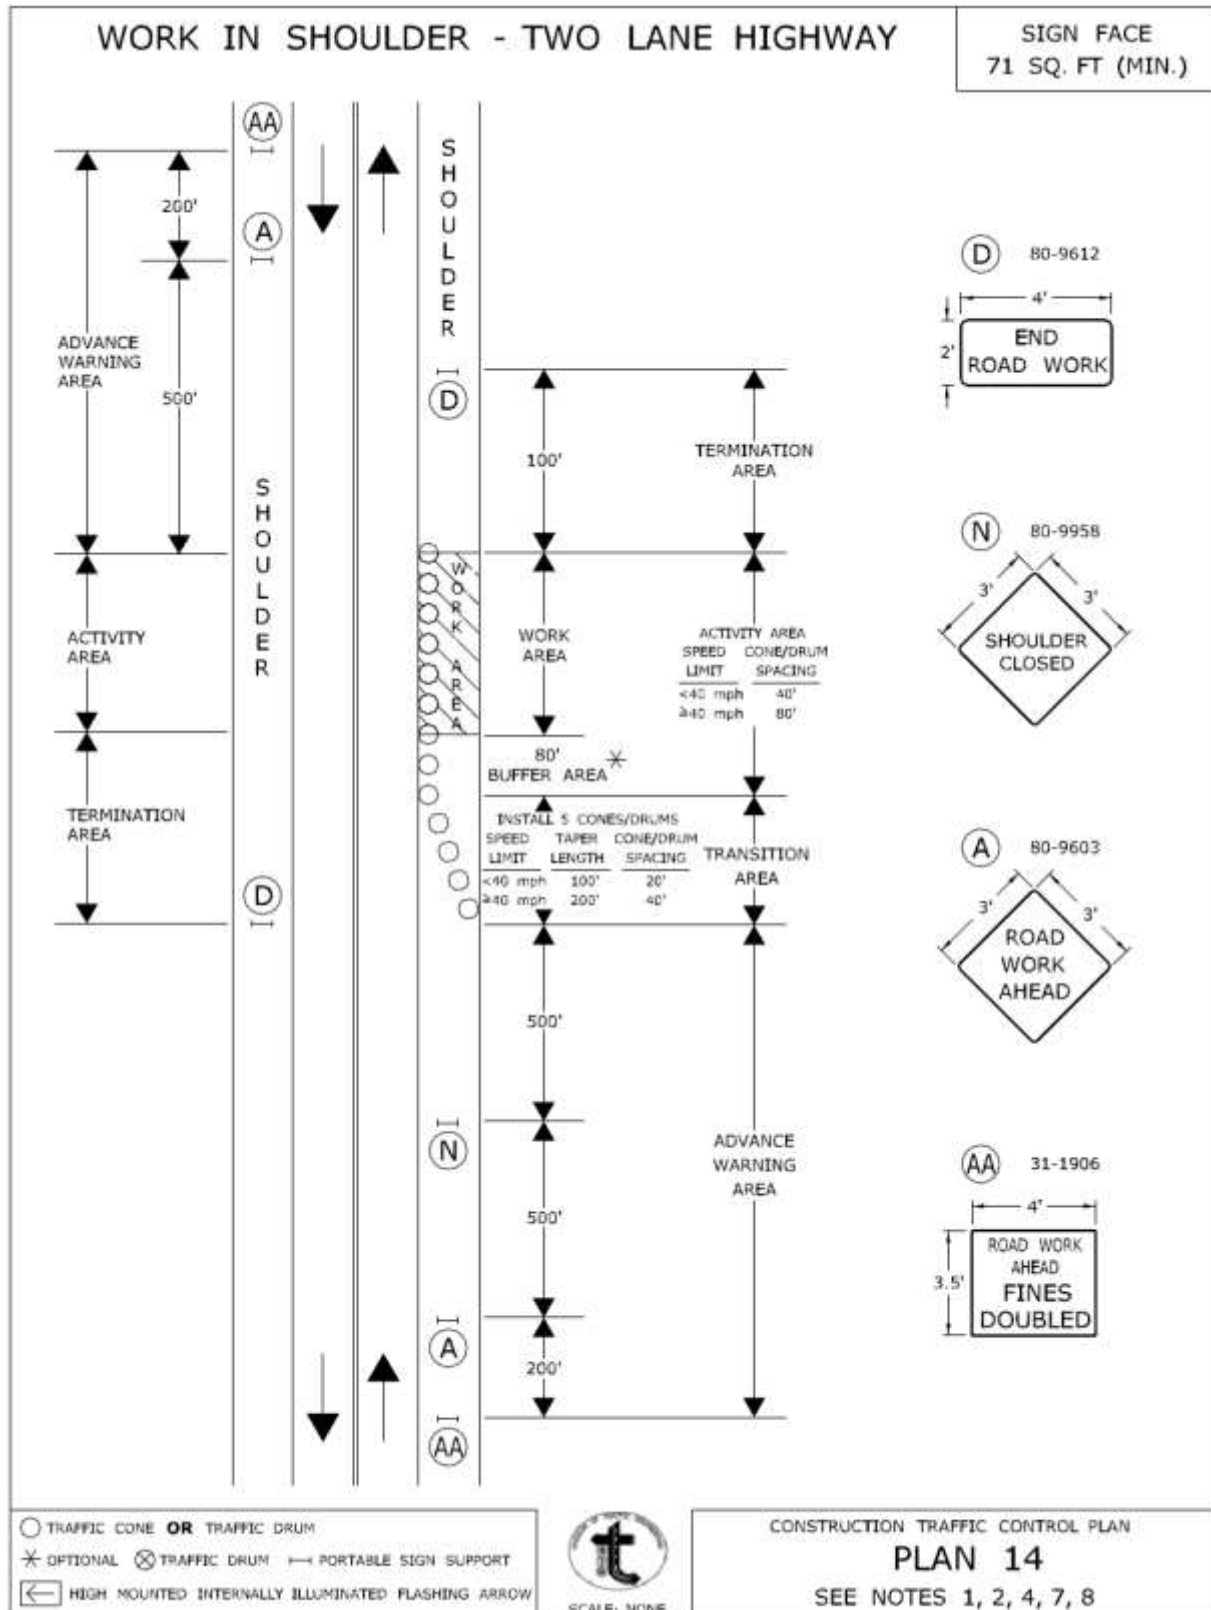 WORK IN SHOULDER - TWO LANE HIGHWAY
SIGN FACE
71 SQ. FT (MIN.)
AA
200'
A
ADVANCE
WARNING
AREA
500'
SHOULDER
ACTIVITY
AREA
TERMINATION
AREA
D
SHOULDER
D
100'
TERMINATION
AREA
WORK AREA
WORK
AREA
ACTIVITY AREA
SPEED CONE/DRUM
LIMIT SPACING
<40 mph 40'
≥40 mph 80'
80'
BUFFER AREA
INSTALL 5 CONES/DRUMS
SPEED TAPER CONE/DRUM
LIMIT LENGTH SPACING
<40 mph 100' 20'
≥40 mph 200' 40'
TRANSITION
AREA
500'
N
500'
ADVANCE
WARNING
AREA
A
200'
AA
D 80-9612
4'
2'
END
ROAD WORK
N 80-9958
3' 3'
SHOULDER
CLOSED
A 80-9603
3' 3'
ROAD
WORK
AHEAD
AA 31-1906
4'
3.5'
ROAD WORK
AHEAD
FINES
DOUBLED
TRAFFIC CONE OR TRAFFIC DRUM
OPTIONAL TRAFFIC DRUM PORTABLE SIGN SUPPORT
HIGH MOUNTED INTERNALLY ILLUMINATED FLASHING ARROW
t
SCALE: NONE
CONSTRUCTION TRAFFIC CONTROL PLAN
PLAN 14
SEE NOTES 1, 2, 4, 7, 8